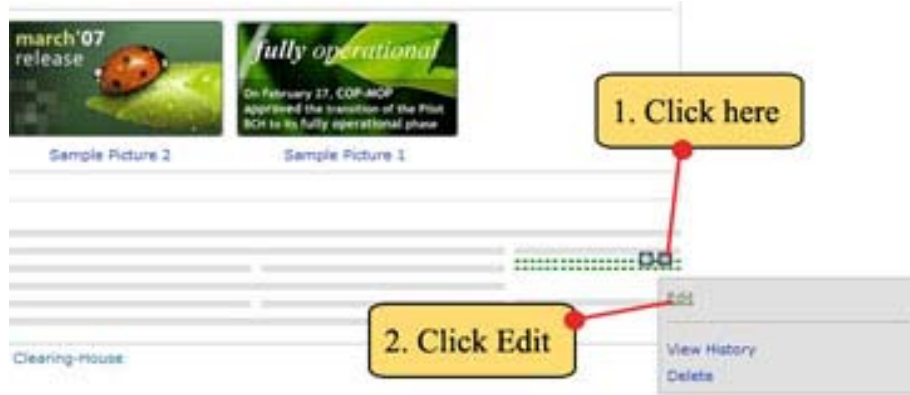 march'07
release
fully operational
On February 27, COP-MOP
approved the transition of the Pilot
BCH to its fully operational phase
Sample Picture 2
Sample Picture 1
1. Click here
Edit
2. Click Edit
View History
Delete
Clearing-House